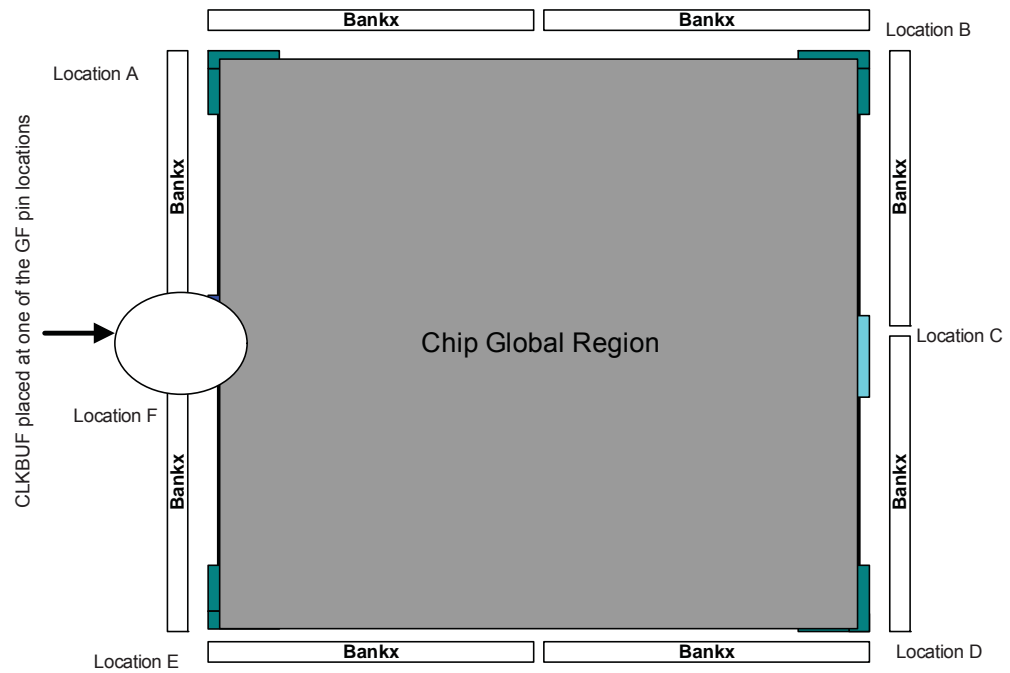 Bankx
Bankx
Location B
Location A
CLKBUF placed at one of the GF pin locations
Bankx
Bankx
Chip Global Region
Location C
Location F
Bankx
Bankx
Bankx
Bankx
Location D
Location E